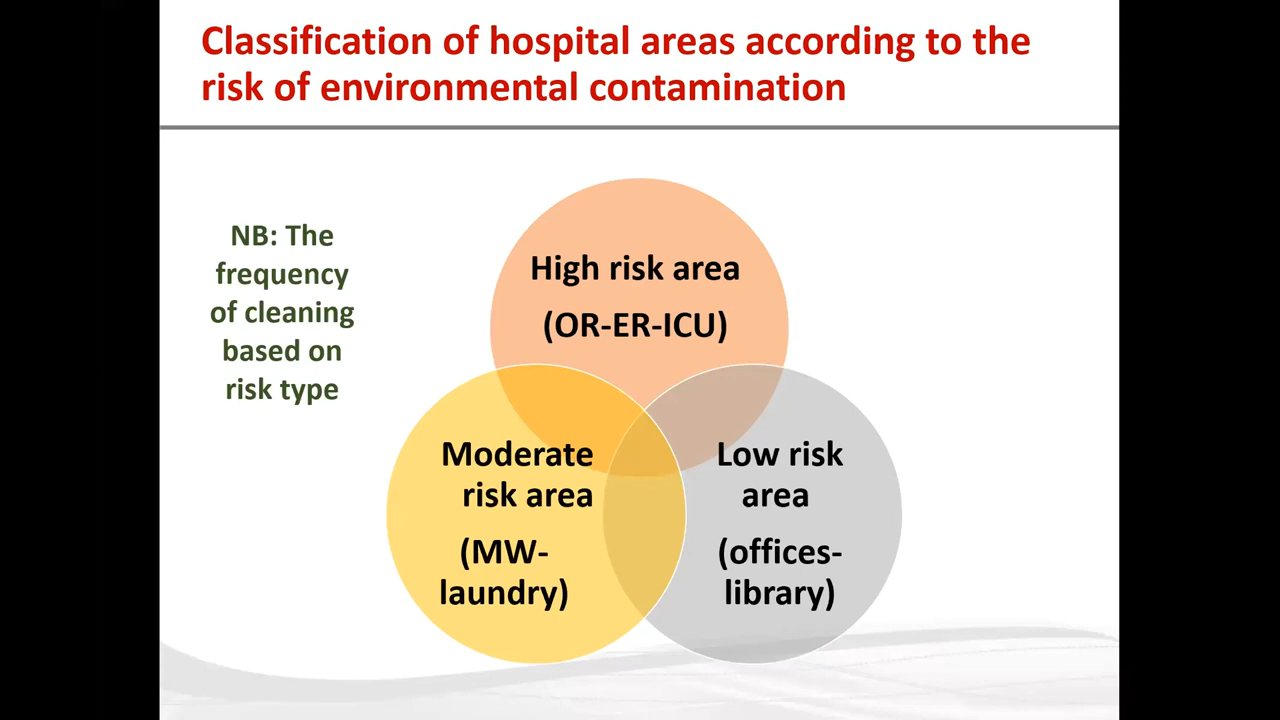 Classification of hospital areas according to the
risk of environmental contamination
NB: The
frequency
of cleaning
based on
risk type
High risk area
(OR-ER-ICU)
Moderate
risk area
(MW-
laundry)
Low risk
area
(offices-
library)